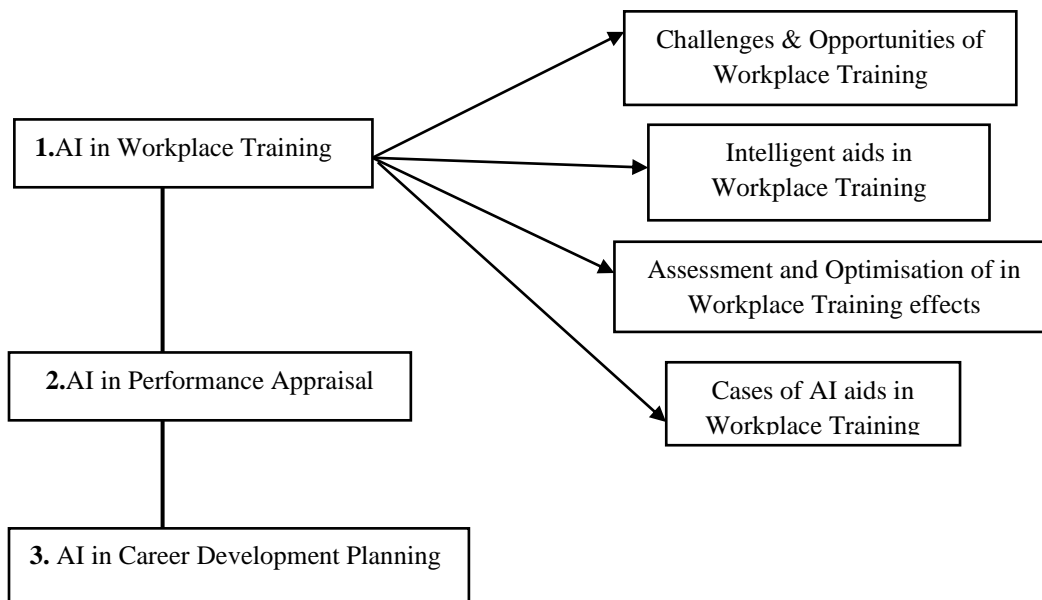 1.AI in Workplace Training
2.AI in Performance Appraisal
3. AI in Career Development Planning
Challenges & Opportunities of
Workplace Training
Intelligent aids in
Workplace Training
Assessment and Optimisation of in
Workplace Training effects
Cases of AI aids in
Workplace Training